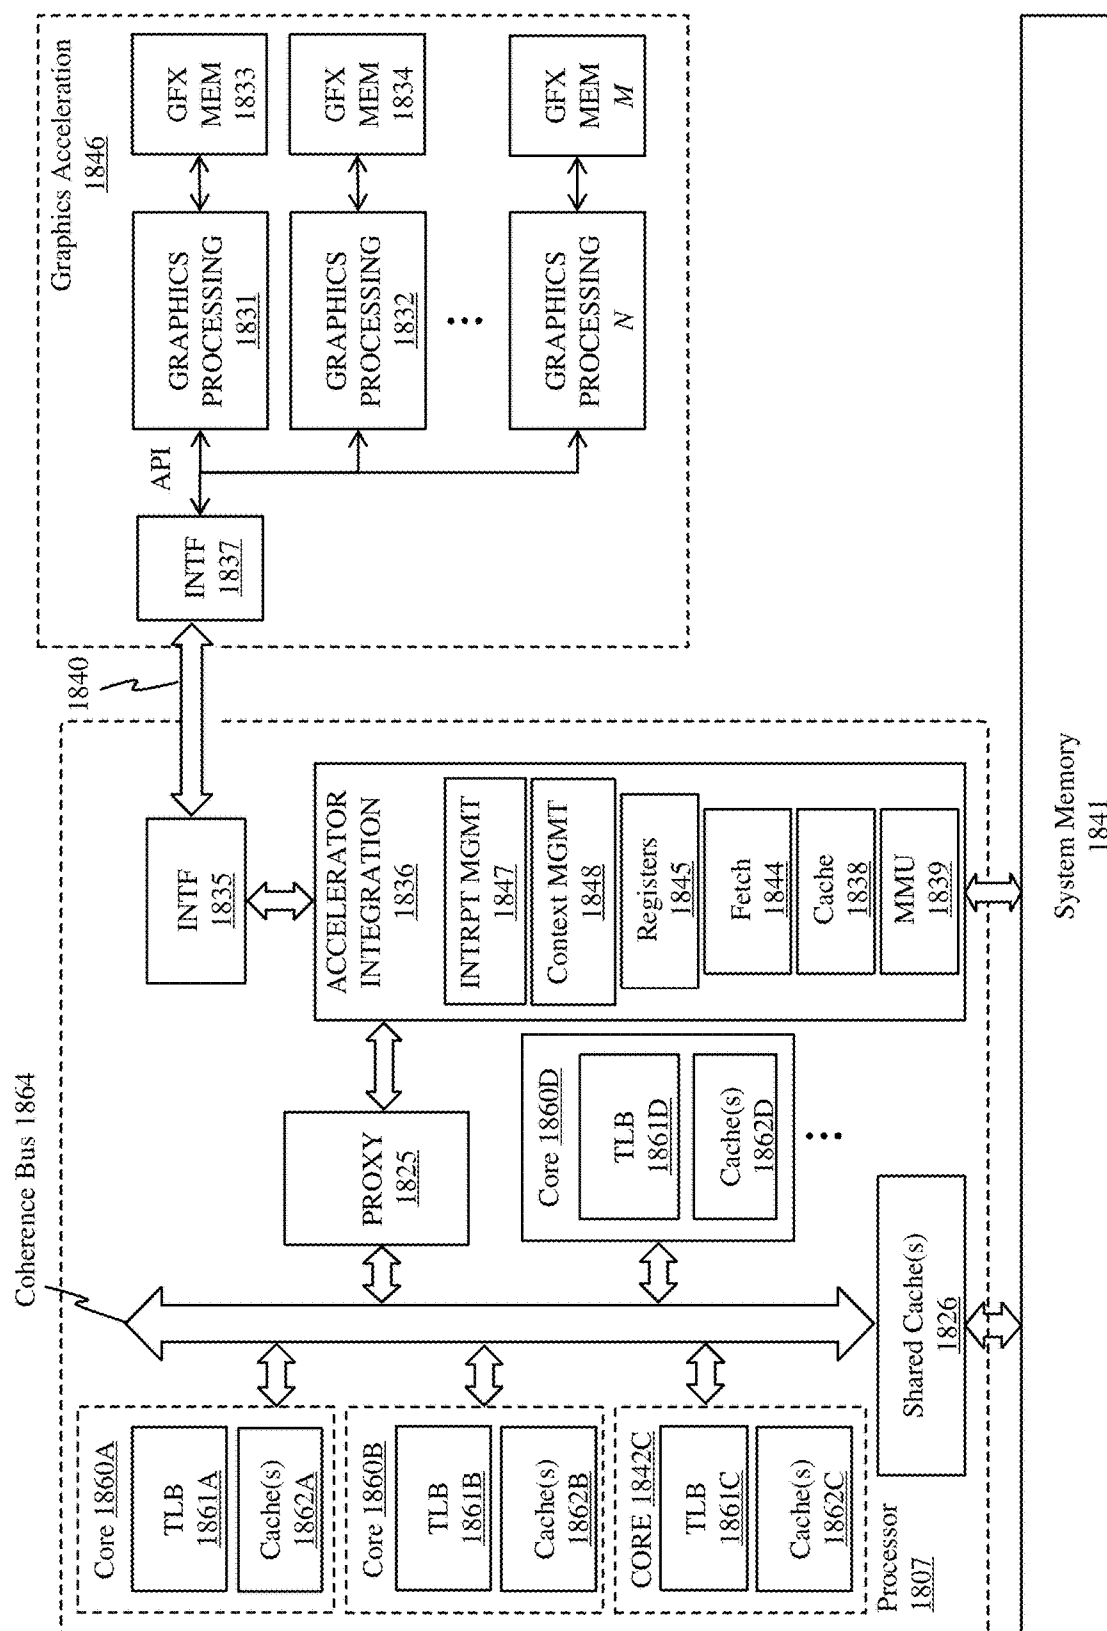 Processor
1807
Core 1860A
TLB
1861A
Cache(s)
1862A
Core 1860B
TLB
1861B
Cache(s)
1862B
CORE 1842C
TLB
1861C
Cache(s)
1862C
Coherence Bus 1864
Shared Cache(s)
1826
PROXY
1825
Core 1860D
TLB
1861D
Cache(s)
1862D
...
INTF
1835
ACCELERATOR
INTEGRATION
1836
INTRPT MGMT
1847
Context MGMT
1848
Registers
1845
Fetch
1844
Cache
1838
MMU
1839
1840
Graphics Acceleration
1846
INTF
1837
API
GRAPHICS
PROCESSING
1831
GFX
MEM
1833
GRAPHICS
PROCESSING
1832
GFX
MEM
1834
...
GRAPHICS
PROCESSING
N
GFX
MEM
M
System Memory
1841